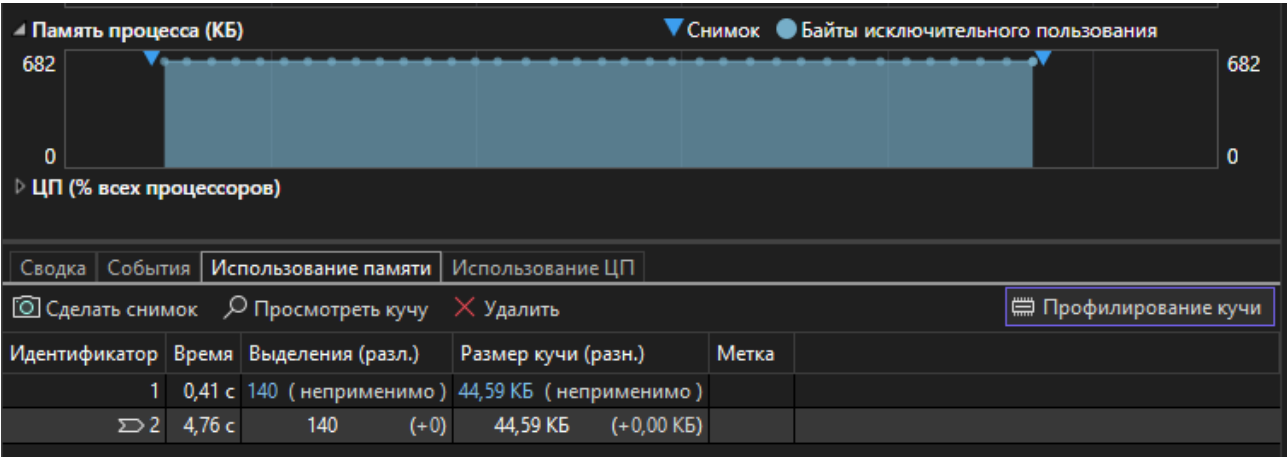 Память процесса (КБ) Снимок Байты исключительного пользования
682 682
0 0
ЦП (% всех процессоров)
Сводка События Использование памяти Использование ЦП
Сделать снимок Просмотреть кучу Удалить Профилирование кучи
Идентификатор Время Выделения (разл.) Размер кучи (разн.) Метка
1 0,41 с 140 ( неприменимо ) 44,59 КБ ( неприменимо )
2 4,76 с 140 (+0) 44,59 КБ (+0,00 КБ)